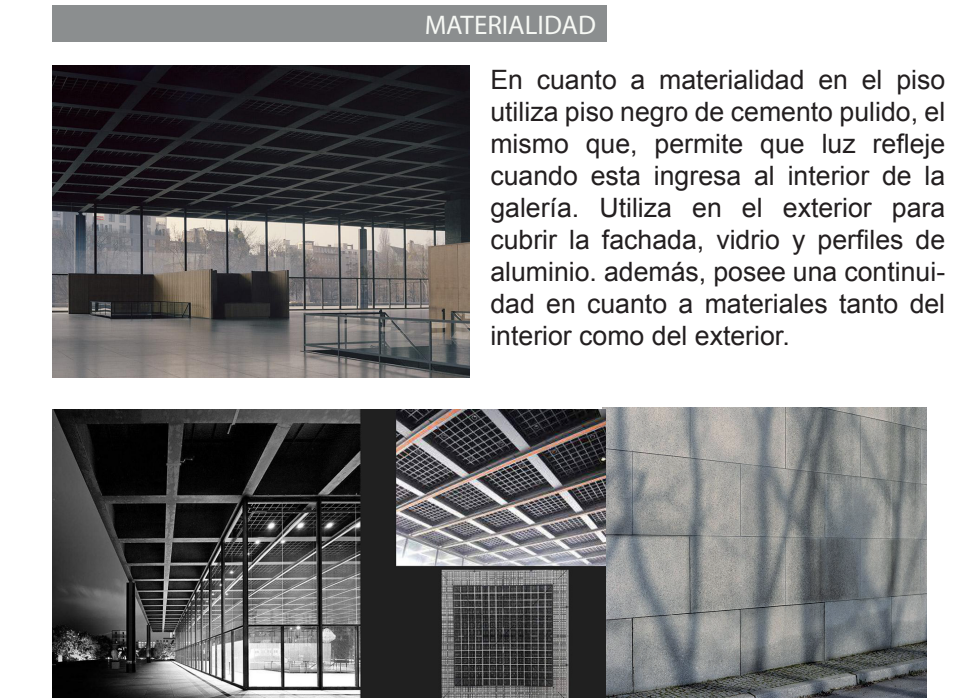 MATERIALIDAD
En cuanto a materialidad en el piso
utiliza piso negro de cemento pulido, el
mismo que, permite que luz refleje
cuando esta ingresa al interior de la
galería. Utiliza en el exterior para
cubrir la fachada, vidrio y perfiles de
aluminio. además, posee una continui-
dad en cuanto a materiales tanto del
interior como del exterior.